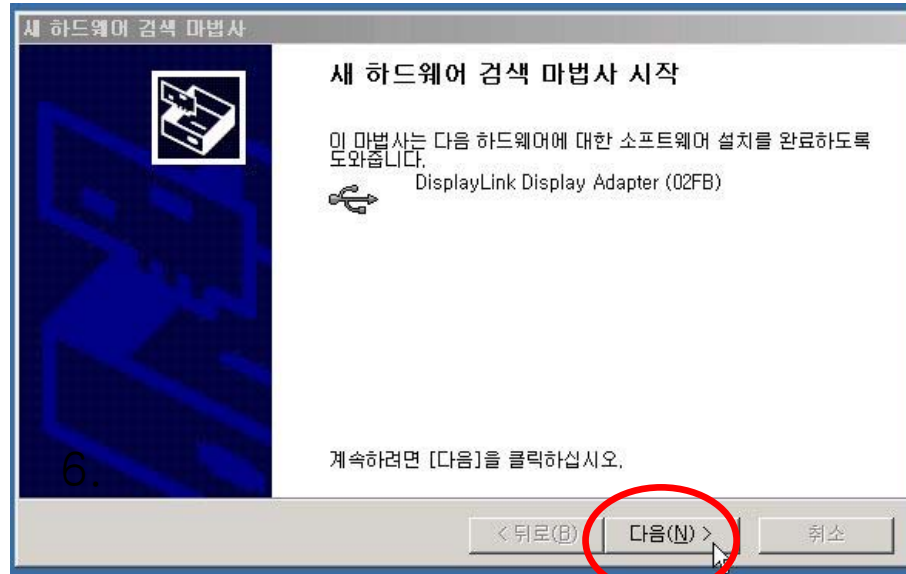 새 하드웨어 검색 마법사
새 하드웨어 검색 마법사 시작
이 마법사는 다음 하드웨어에 대한 소프트웨어 설치를 완료하도록
도와줍니다.
DisplayLink Display Adapter (02FB)
계속하려면 [다음]을 클릭하십시오.
6.
< 뒤로(B)
다음(N) >
취소